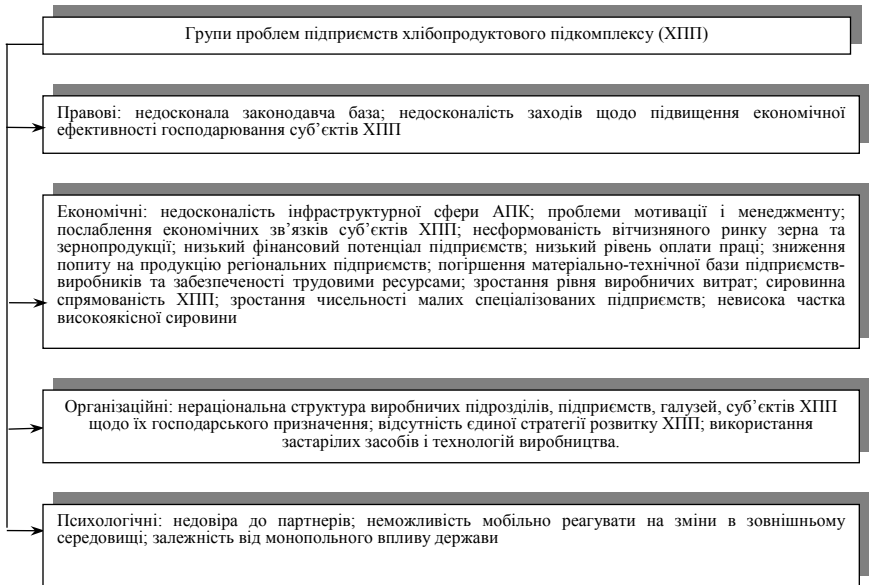 Групи проблем підприємств хлібопродуктового підкомплексу (ХПП)
Правові: недосконала законодавча база; недосконалість заходів щодо підвищення економічної
ефективності господарювання суб’єктів ХПП
Економічні: недосконалість інфраструктурної сфери АПК; проблеми мотивації і менеджменту;
послаблення економічних зв’язків суб’єктів ХПП; несформованість вітчизняного ринку зерна та
зернопродукції; низький фінансовий потенціал підприємств; низький рівень оплати праці; зниження
попиту на продукцію регіональних підприємств; погіршення матеріально-технічної бази підприємств-
виробників та забезпеченості трудовими ресурсами; зростання рівня виробничих витрат; сировинна
спрямованість ХПП; зростання чисельності малих спеціалізованих підприємств; невисока частка
високоякісної сировини
Організаційні: нераціональна структура виробничих підрозділів, підприємств, галузей, суб’єктів ХПП
щодо їх господарського призначення; відсутність єдиної стратегії розвитку ХПП; використання
застарілих засобів і технологій виробництва.
Психологічні: недовіра до партнерів; неможливість мобільно реагувати на зміни в зовнішньому
середовищі; залежність від монопольного впливу держави